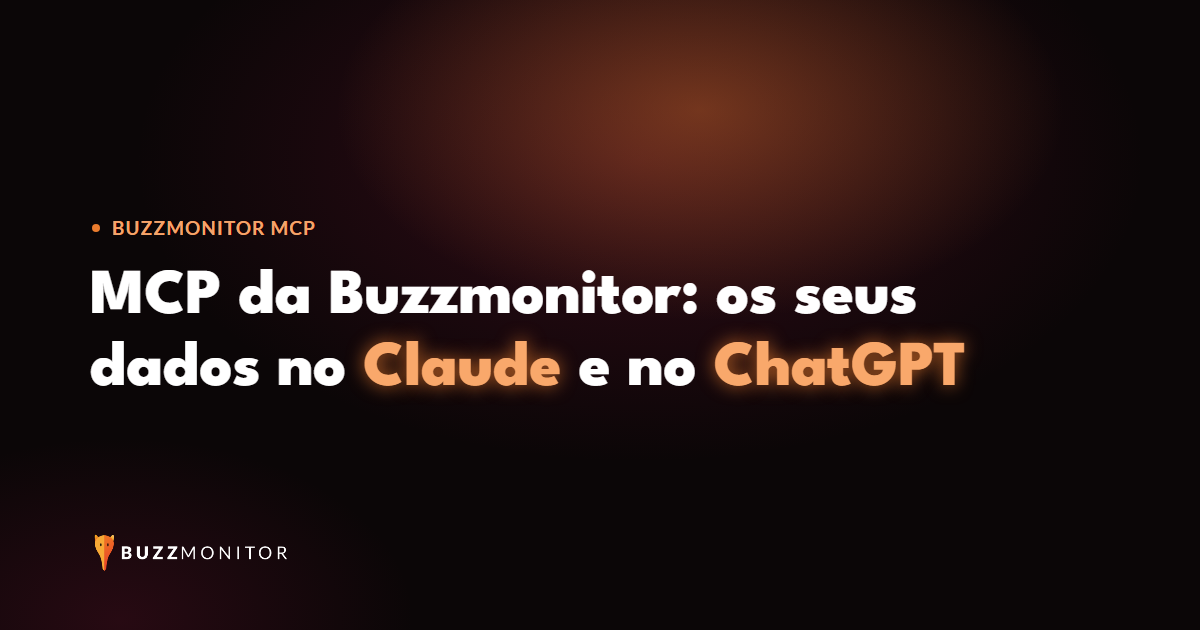 BUZZMONITOR MCP
MCP da Buzzmonitor: os seus
dados no Claude e no ChatGPT
BUZZMONITOR